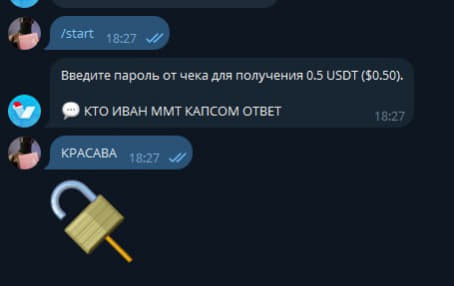 /start 18:27
Введите пароль от чека для получения 0.5 USDT ($0.50).
💬 КТО ИВАН ММТ КАПСОМ ОТВЕТ
18:27
КРАСАВА 18:27